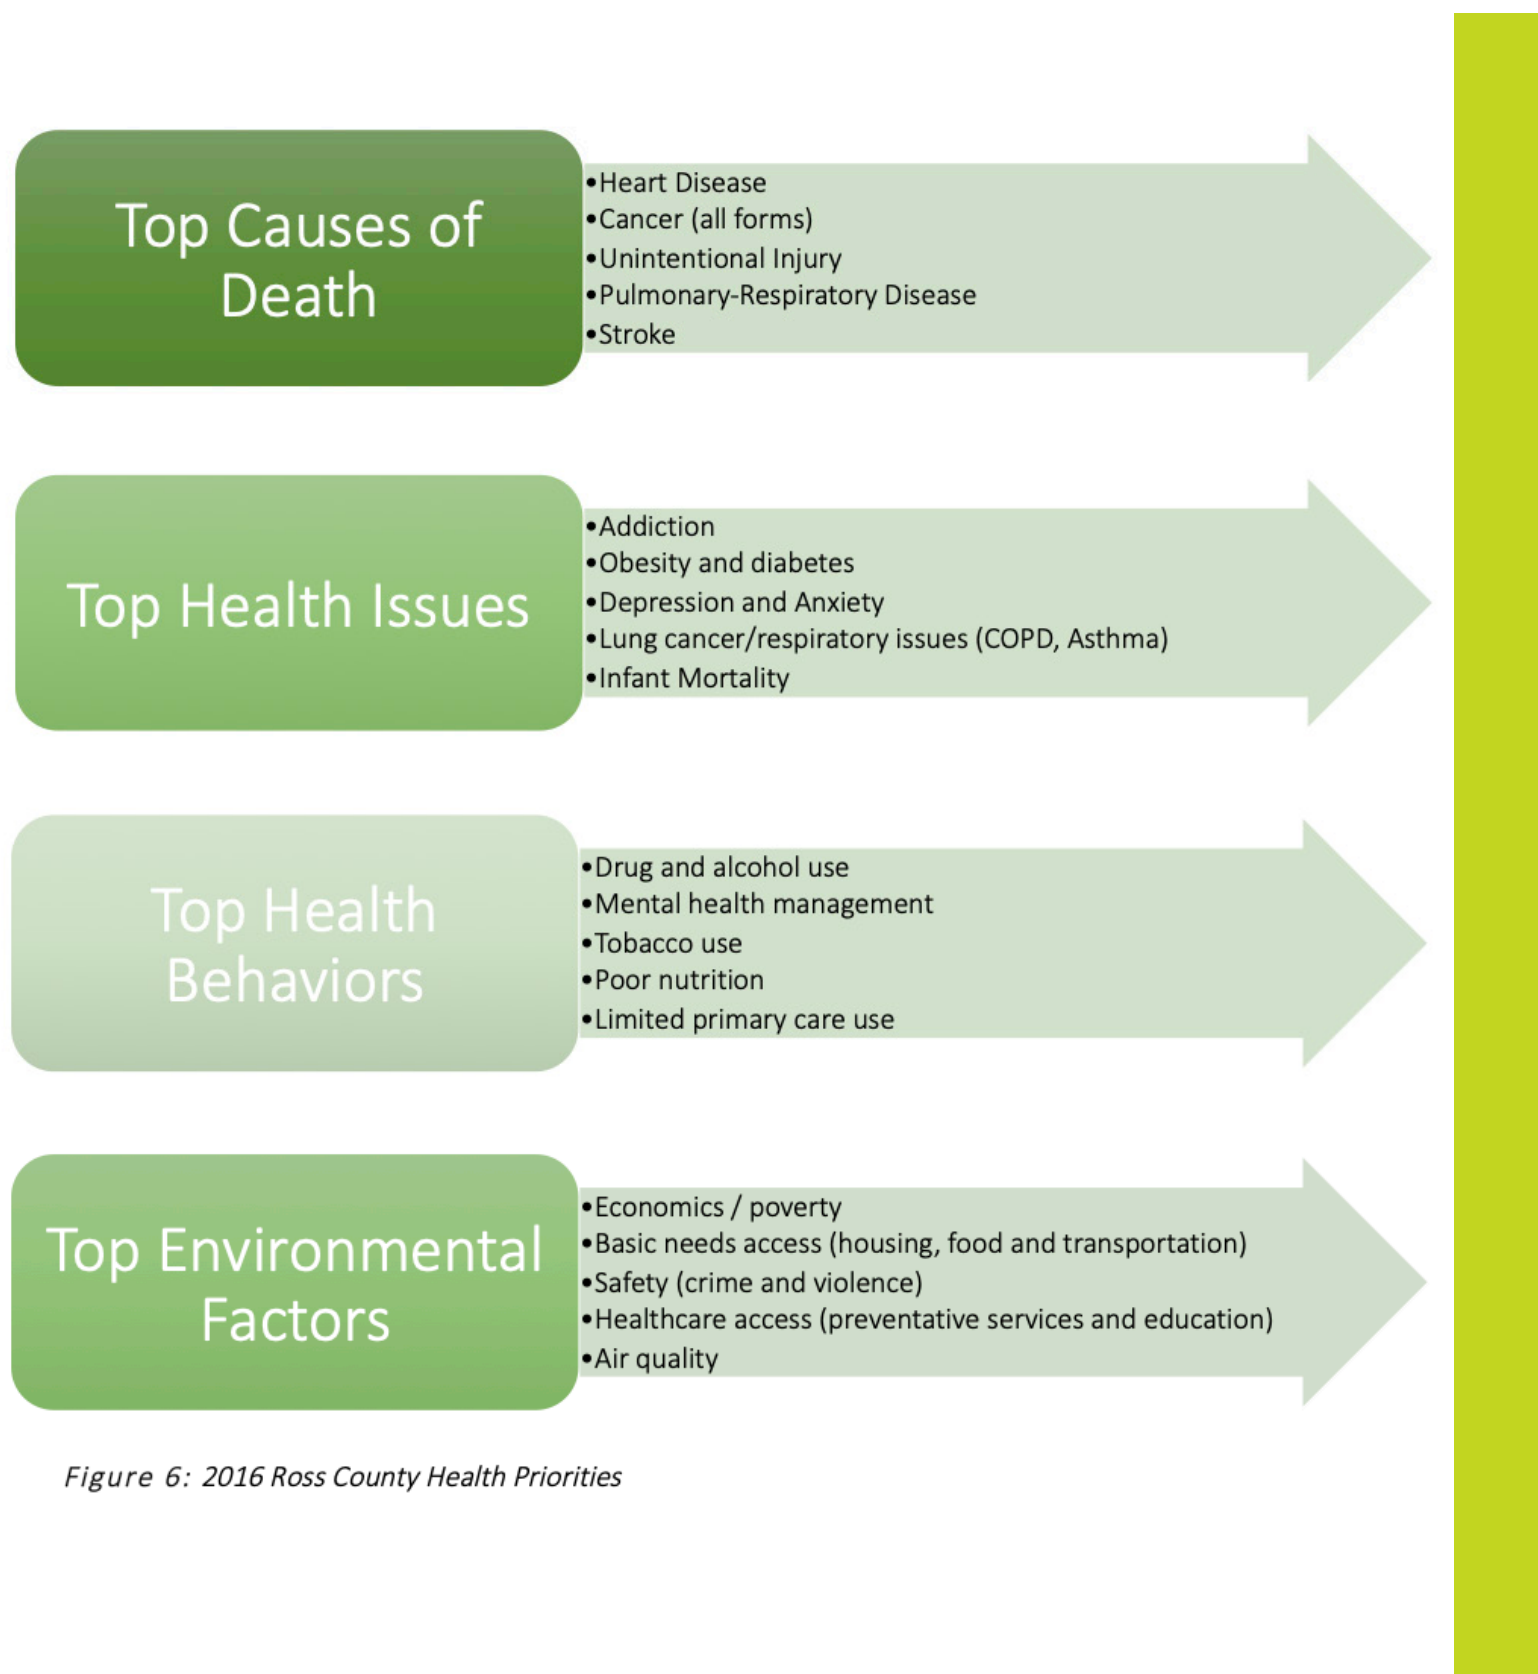 Top Causes of
Death
•Heart Disease
•Cancer (all forms)
•Unintentional Injury
•Pulmonary-Respiratory Disease
•Stroke
Top Health Issues
•Addiction
•Obesity and diabetes
•Depression and Anxiety
•Lung cancer/respiratory issues (COPD, Asthma)
•Infant Mortality
Top Health
Behaviors
•Drug and alcohol use
•Mental health management
•Tobacco use
•Poor nutrition
•Limited primary care use
Top Environmental
Factors
•Economics / poverty
•Basic needs access (housing, food and transportation)
•Safety (crime and violence)
•Healthcare access (preventative services and education)
•Air quality
Figure 6: 2016 Ross County Health Priorities